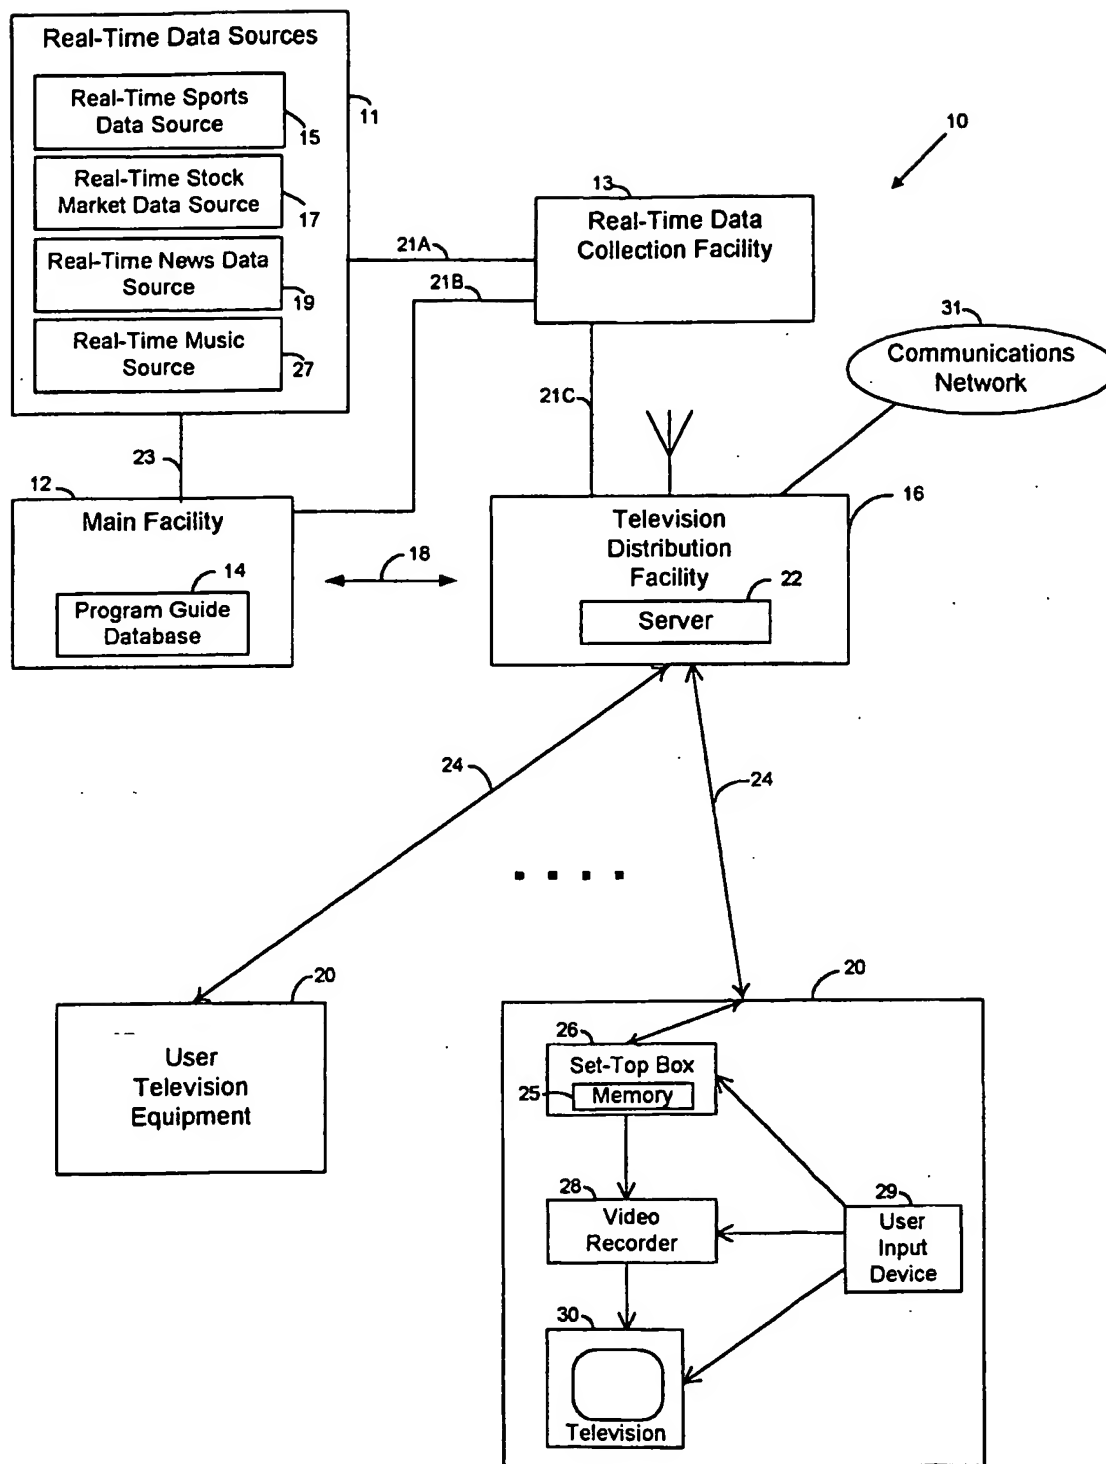 Real-Time Data Sources
Real-Time Sports
Data Source
15
11
Real-Time Stock
Market Data Source
17
Real-Time News Data
Source
19
Real-Time Music
Source
27
10
13
Real-Time Data
Collection Facility
21A
21B
31
Communications
Network
21C
23
12
Main Facility
14
Program Guide
Database
18
16
Television
Distribution
Facility
22
Server
24
24
20
User
Television
Equipment
20
26
Set-Top Box
25
Memory
28
Video
Recorder
29
User
Input
Device
30
Television